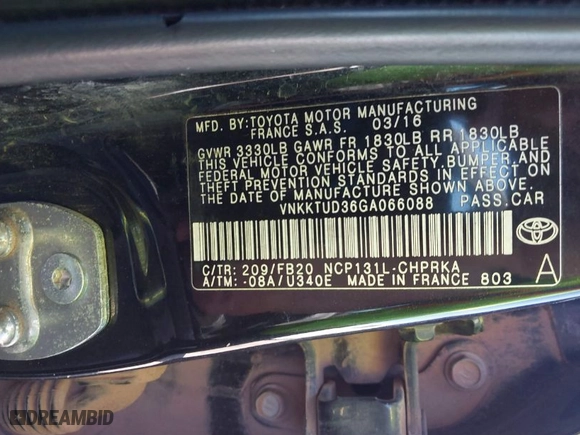 MFD. BY: TOYOTA MOTOR MANUFACTURING
FRANCE S.A.S. 03/16
GVWR 3330LB GAWR FR 1830LB RR 1830LB
THIS VEHICLE CONFORMS TO ALL APPLICABLE
FEDERAL MOTOR VEHICLE SAFETY, BUMPER, AND
THEFT PREVENTION STANDARDS IN EFFECT ON
THE DATE OF MANUFACTURE SHOWN ABOVE.
VNKKTUD36GA066088 PASS.CAR
C/TR: 209/FB20 NCP131L-CHPRKA
A/TM: -08A/U340E MADE IN FRANCE 803
A
DREAMBID